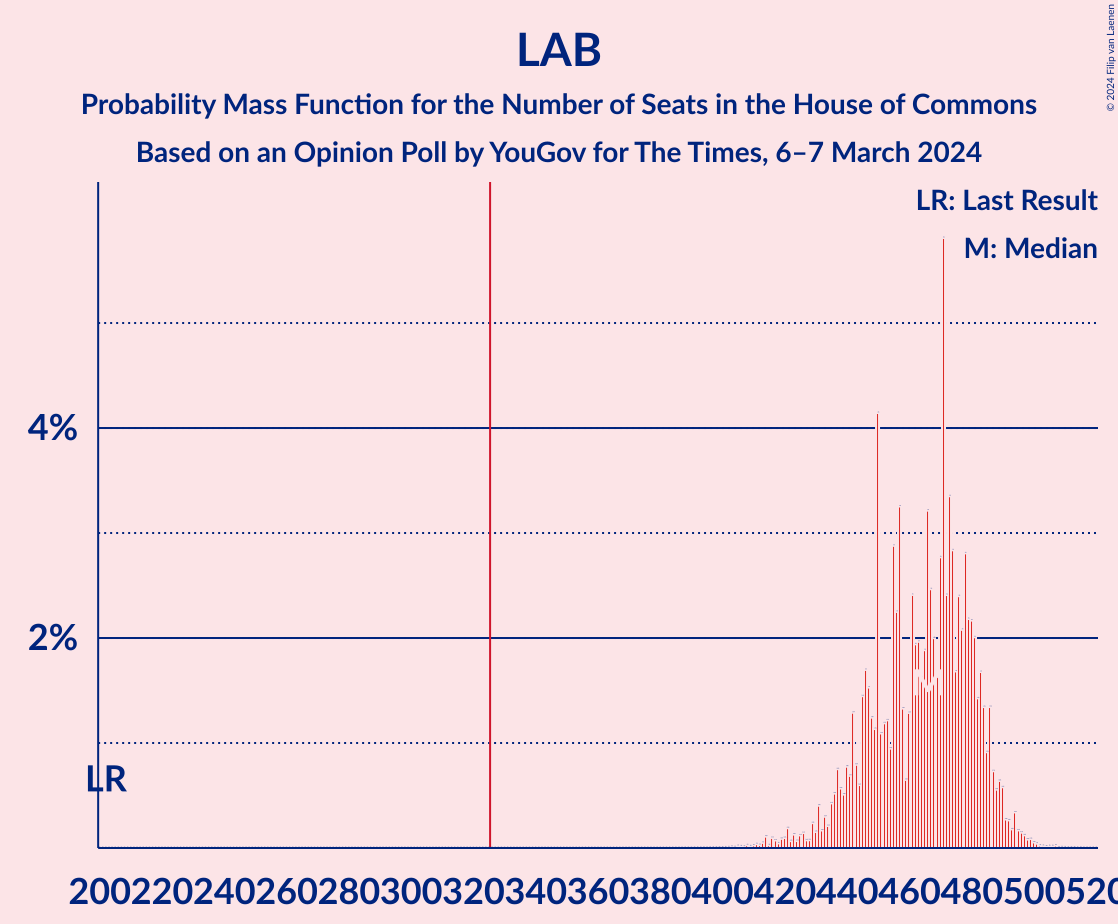 LAB
Probability Mass Function for the Number of Seats in the House of Commons
Based on an Opinion Poll by YouGov for The Times, 6–7 March 2024
© 2024 Filip van Laenen
LR: Last Result
M: Median
4%
2%
LR
200220240260280300320340360380400420440460480500520